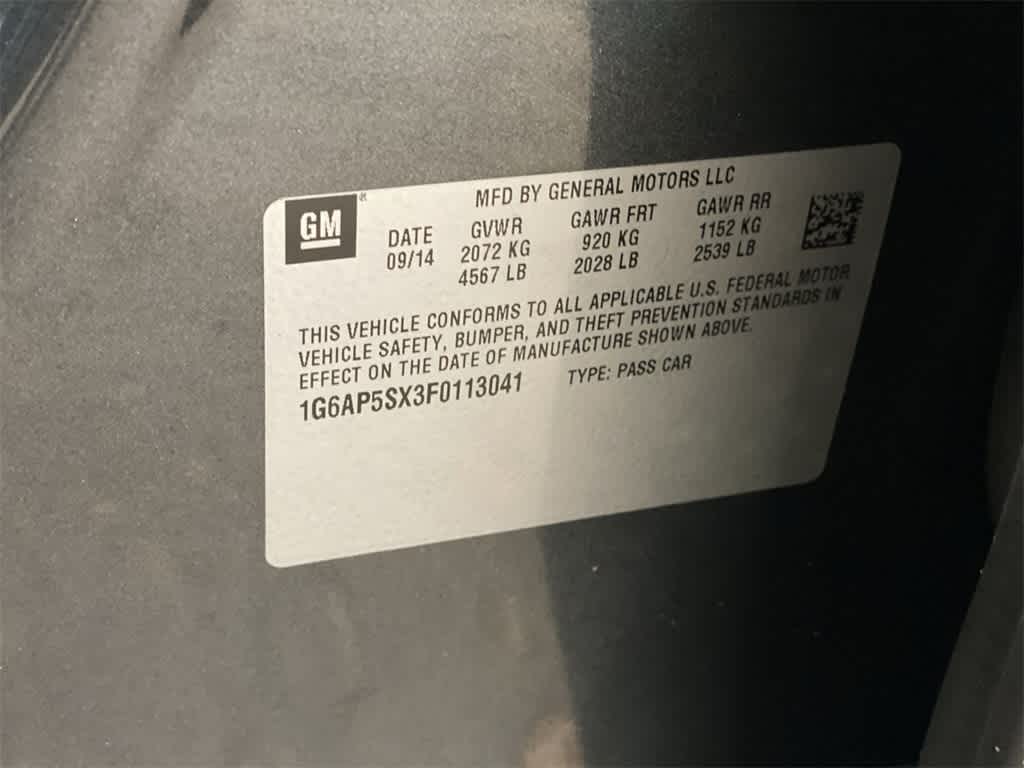 GM®
MFD BY GENERAL MOTORS LLC
DATE GVWR GAWR FRT GAWR RR
09/14 2072 KG 920 KG 1152 KG
4567 LB 2028 LB 2539 LB
THIS VEHICLE CONFORMS TO ALL APPLICABLE U.S. FEDERAL MOTOR
VEHICLE SAFETY, BUMPER, AND THEFT PREVENTION STANDARDS IN
EFFECT ON THE DATE OF MANUFACTURE SHOWN ABOVE.
1G6AP5SX3F0113041 TYPE: PASS CAR